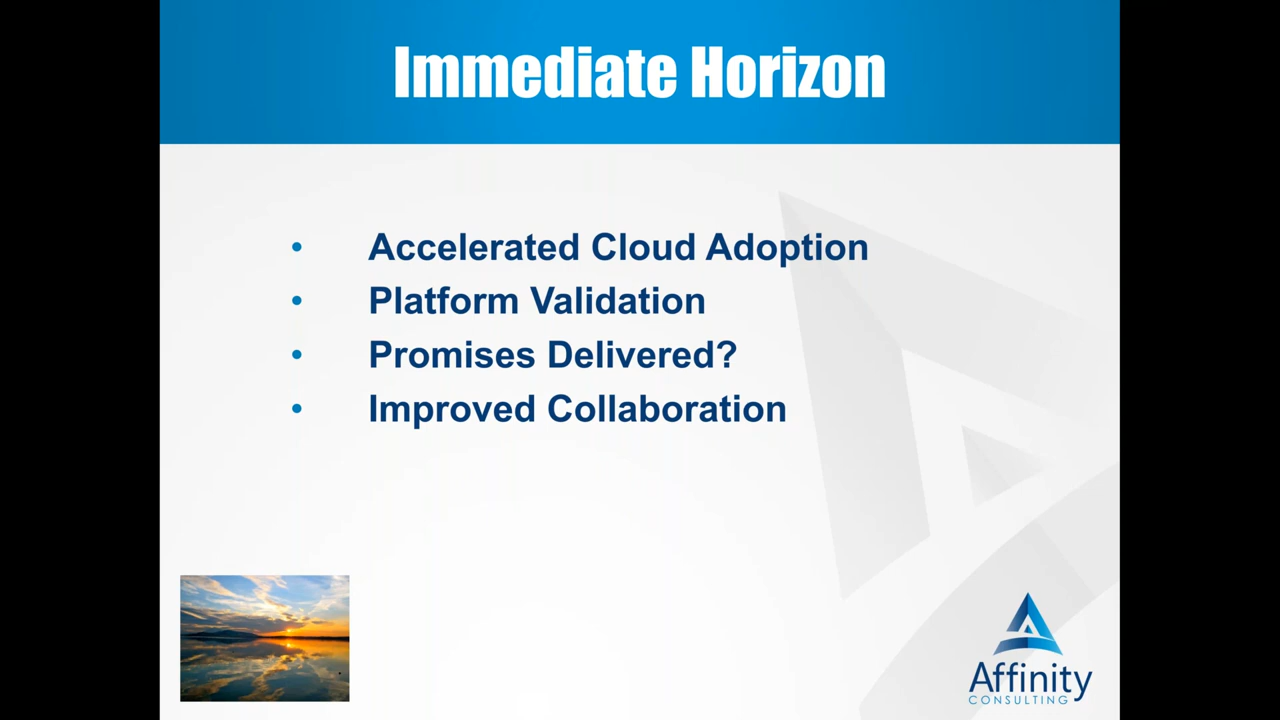 Immediate Horizon
• Accelerated Cloud Adoption
• Platform Validation
• Promises Delivered?
• Improved Collaboration
Affinity
CONSULTING